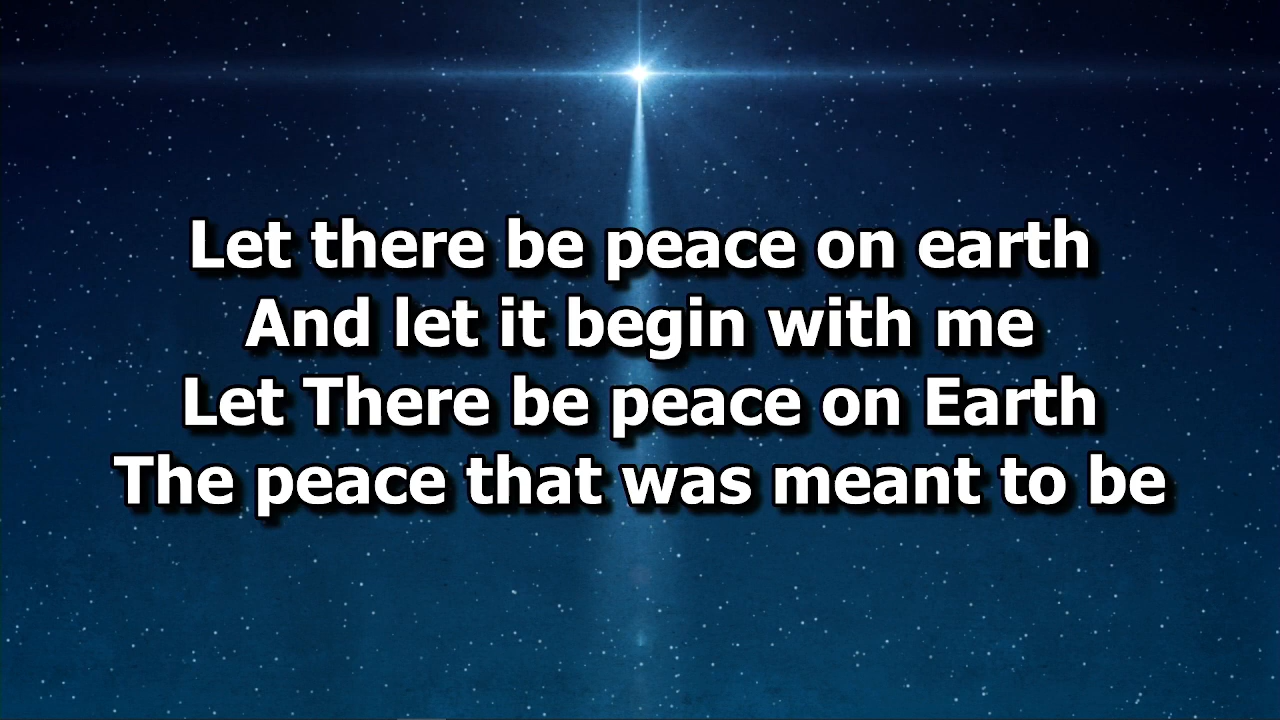 Let there be peace on earth
And let it begin with me
Let There be peace on Earth
The peace that was meant to be